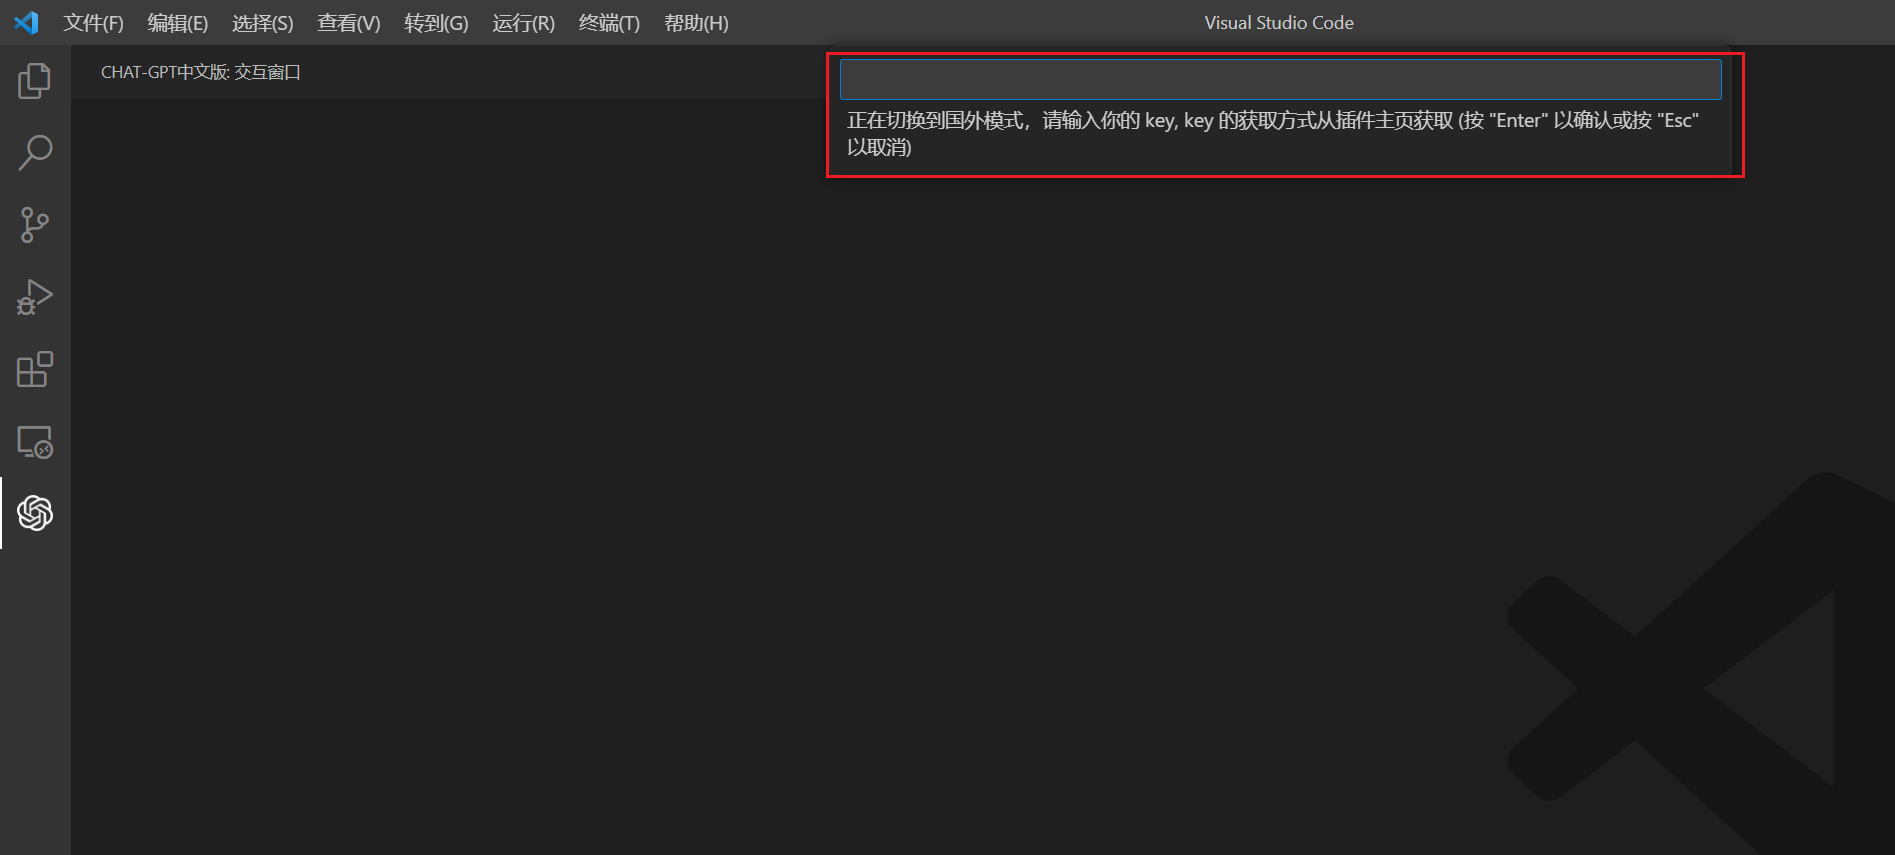 文件(F) 编辑(E) 选择(S) 查看(V) 转到(G) 运行(R) 终端(T) 帮助(H) Visual Studio Code
CHAT-GPT中文版: 交互窗口
正在切换到国外模式，请输入你的 key, key 的获取方式从插件主页获取 (按 "Enter" 以确认或按 "Esc"
以取消)